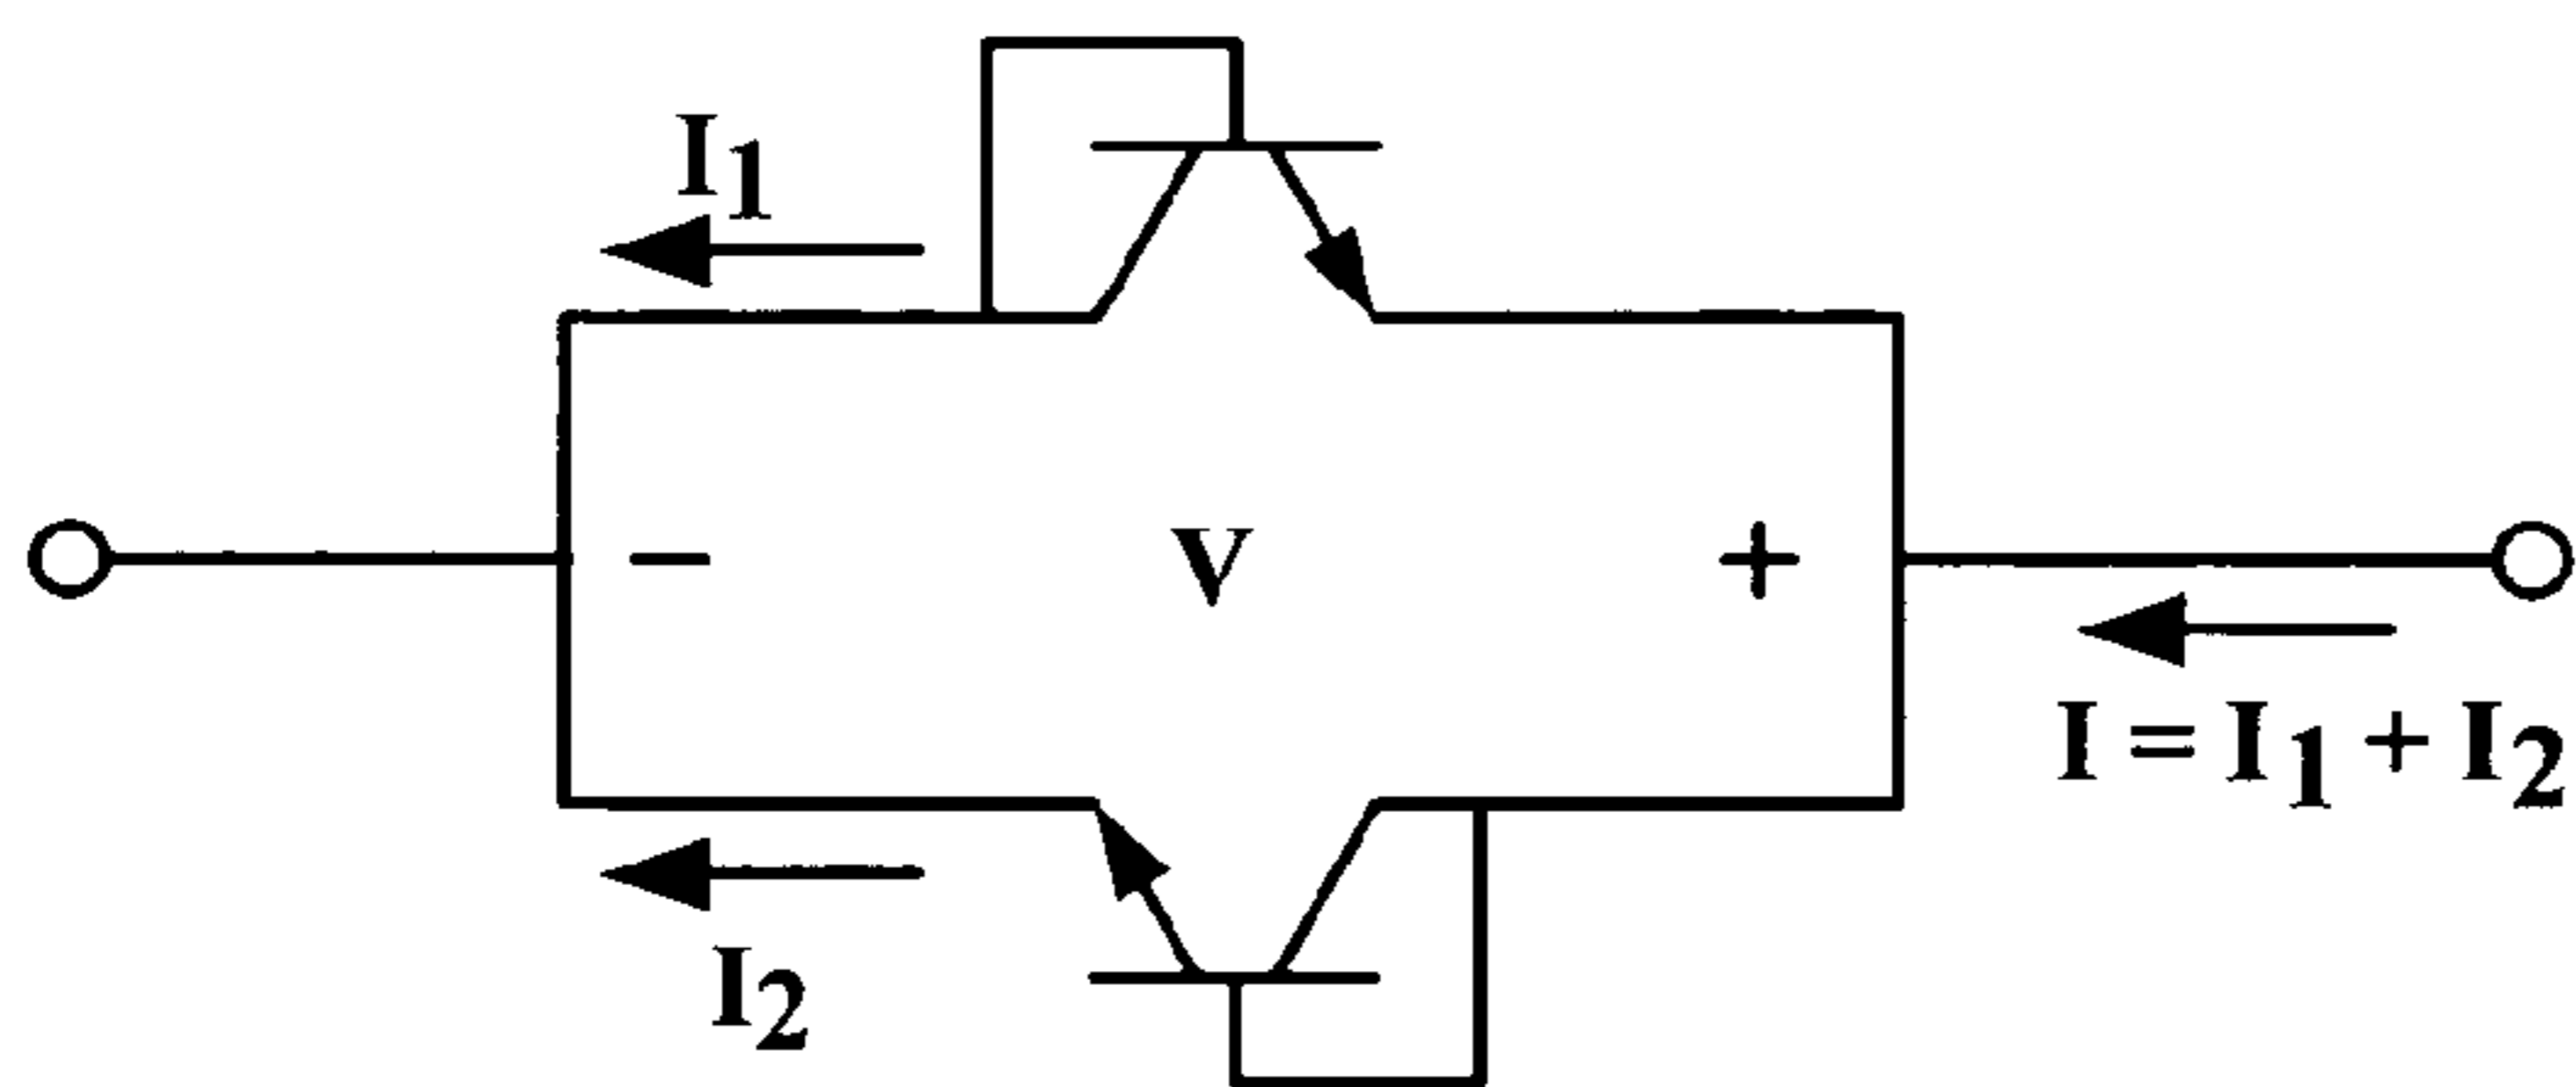 I1
− V +
I = I1 + I2
I2